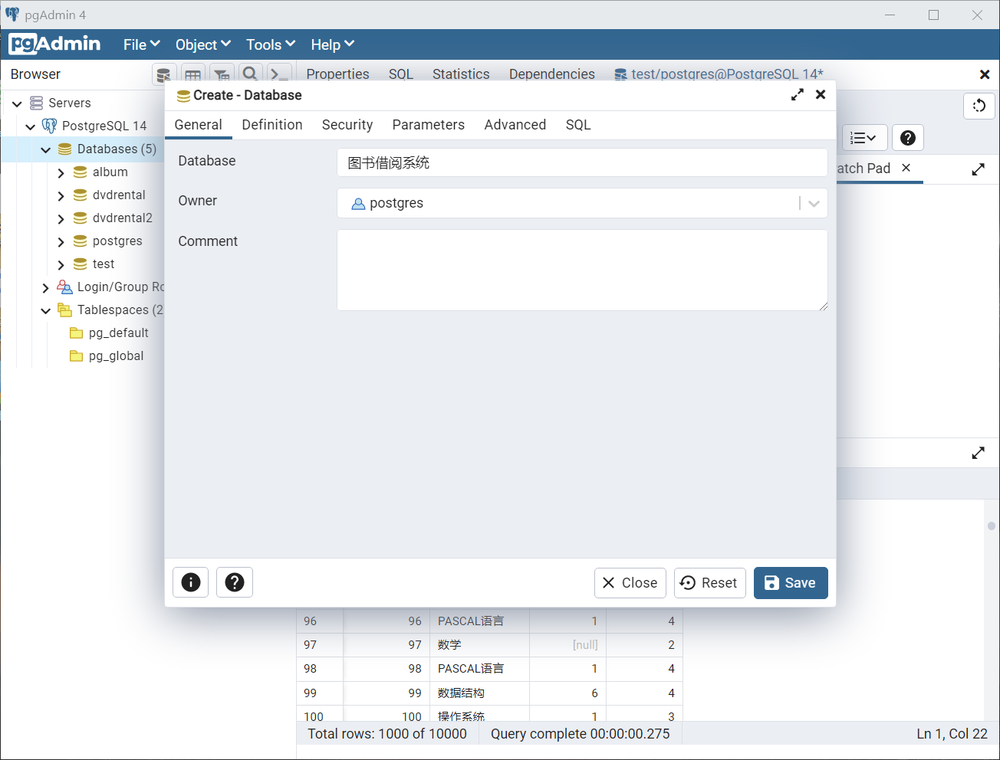 pgAdmin 4
pgAdmin File Object Tools Help
Browser Properties SQL Statistics Dependencies test/postgres@PostgreSQL 14*
Create - Database
General Definition Security Parameters Advanced SQL
Database 图书借阅系统
Owner postgres
Comment
Servers
PostgreSQL 14
Databases (5)
album
dvdrental
dvdrental2
postgres
test
Login/Group Ro
Tablespaces (2
pg_default
pg_global
atch Pad
Close Reset Save
96 96 PASCAL语言 1 4
97 97 数学 [null] 2
98 98 PASCAL语言 1 4
99 99 数据结构 6 4
100 100 操作系统 1 3
Total rows: 1000 of 10000 Query complete 00:00:00.275 Ln 1, Col 22